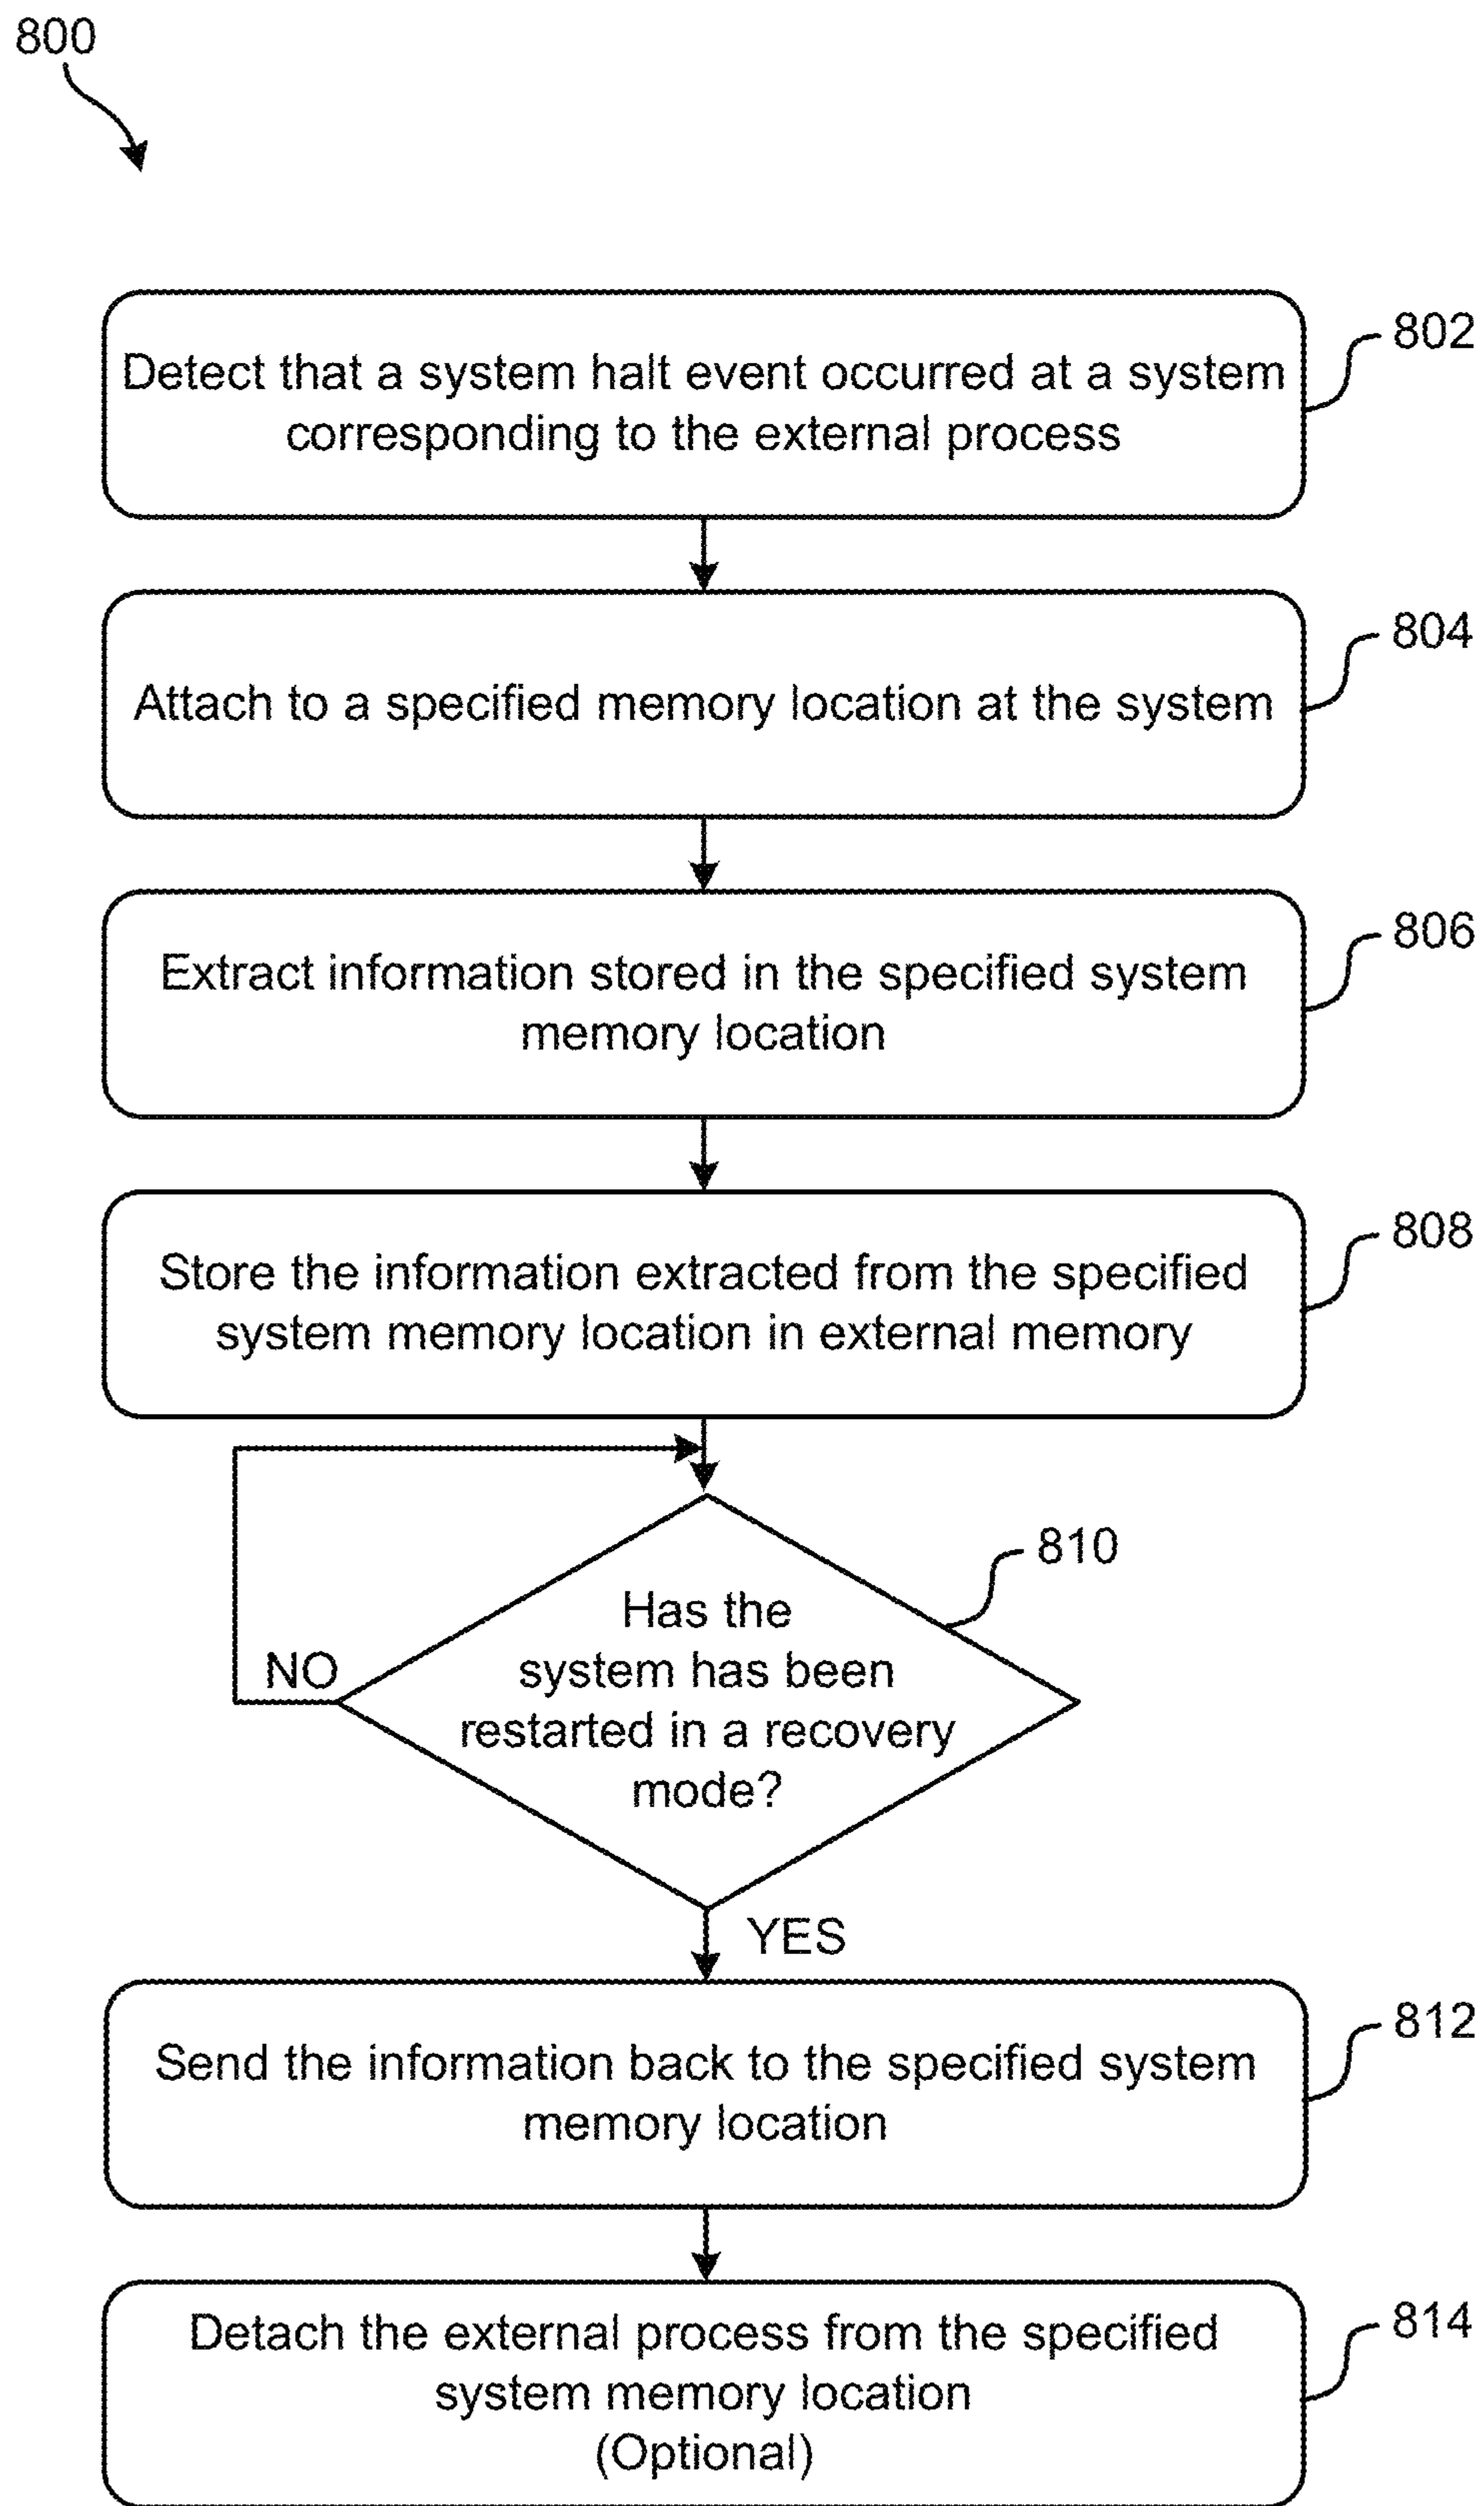 800
Detect that a system halt event occurred at a system
corresponding to the external process
802
Attach to a specified memory location at the system
804
Extract information stored in the specified system
memory location
806
Store the information extracted from the specified
system memory location in external memory
808
Has the
system has been
restarted in a recovery
mode?
810
NO
YES
Send the information back to the specified system
memory location
812
Detach the external process from the specified
system memory location
(Optional)
814